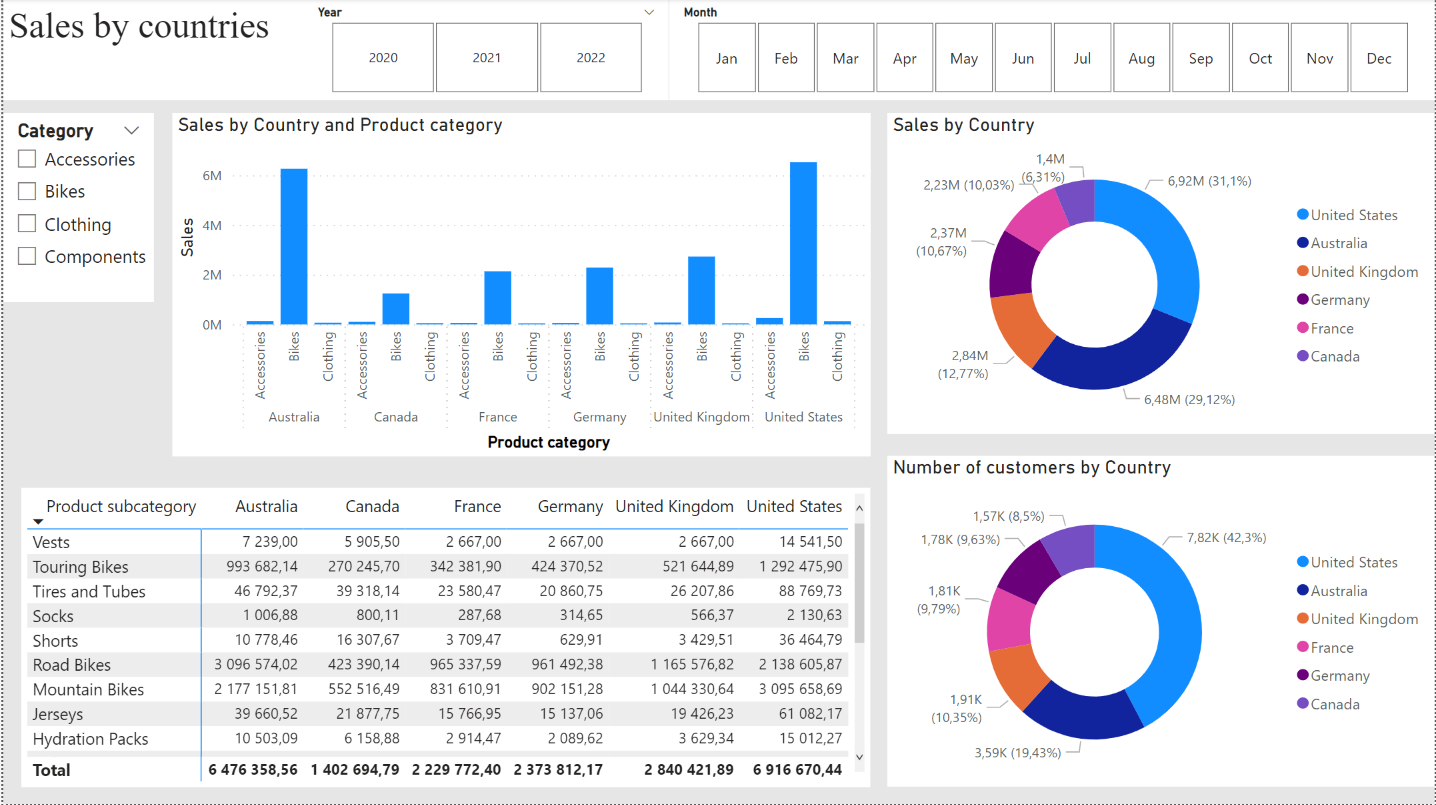 Sales by countries
Year
2020 2021 2022
Month
Jan Feb Mar Apr May Jun Jul Aug Sep Oct Nov Dec
Category
Accessories
Bikes
Clothing
Components
Sales by Country and Product category
Sales
6M
4M
2M
0M
Accessories Bikes Clothing Accessories Bikes Clothing Accessories Bikes Clothing Accessories Bikes Clothing Accessories Bikes Clothing Accessories Bikes Clothing
Australia Canada France Germany United Kingdom United States
Product category
Sales by Country
1,4M
(6,31%)
2,23M (10,03%)
6,92M (31,1%)
2,37M
(10,67%)
2,84M
(12,77%)
6,48M (29,12%)
United States
Australia
United Kingdom
Germany
France
Canada
Product subcategory Australia Canada France Germany United Kingdom United States
Vests 7 239,00 5 905,50 2 667,00 2 667,00 2 667,00 14 541,50
Touring Bikes 993 682,14 270 245,70 342 381,90 424 370,52 521 644,89 1 292 475,90
Tires and Tubes 46 792,37 39 318,14 23 580,47 20 860,75 26 207,86 88 769,73
Socks 1 006,88 800,11 287,68 314,65 566,37 2 130,63
Shorts 10 778,46 16 307,67 3 709,47 629,91 3 429,51 36 464,79
Road Bikes 3 096 574,02 423 390,14 965 337,59 961 492,38 1 165 576,82 2 138 605,87
Mountain Bikes 2 177 151,81 552 516,49 831 610,91 902 151,28 1 044 330,64 3 095 658,69
Jerseys 39 660,52 21 877,75 15 766,95 15 137,06 19 426,23 61 082,17
Hydration Packs 10 503,09 6 158,88 2 914,47 2 089,62 3 629,34 15 012,27
Total 6 476 358,56 1 402 694,79 2 229 772,40 2 373 812,17 2 840 421,89 6 916 670,44
Number of customers by Country
1,57K (8,5%)
1,78K (9,63%)
7,82K (42,3%)
1,81K
(9,79%)
1,91K
(10,35%)
3,59K (19,43%)
United States
Australia
United Kingdom
France
Germany
Canada